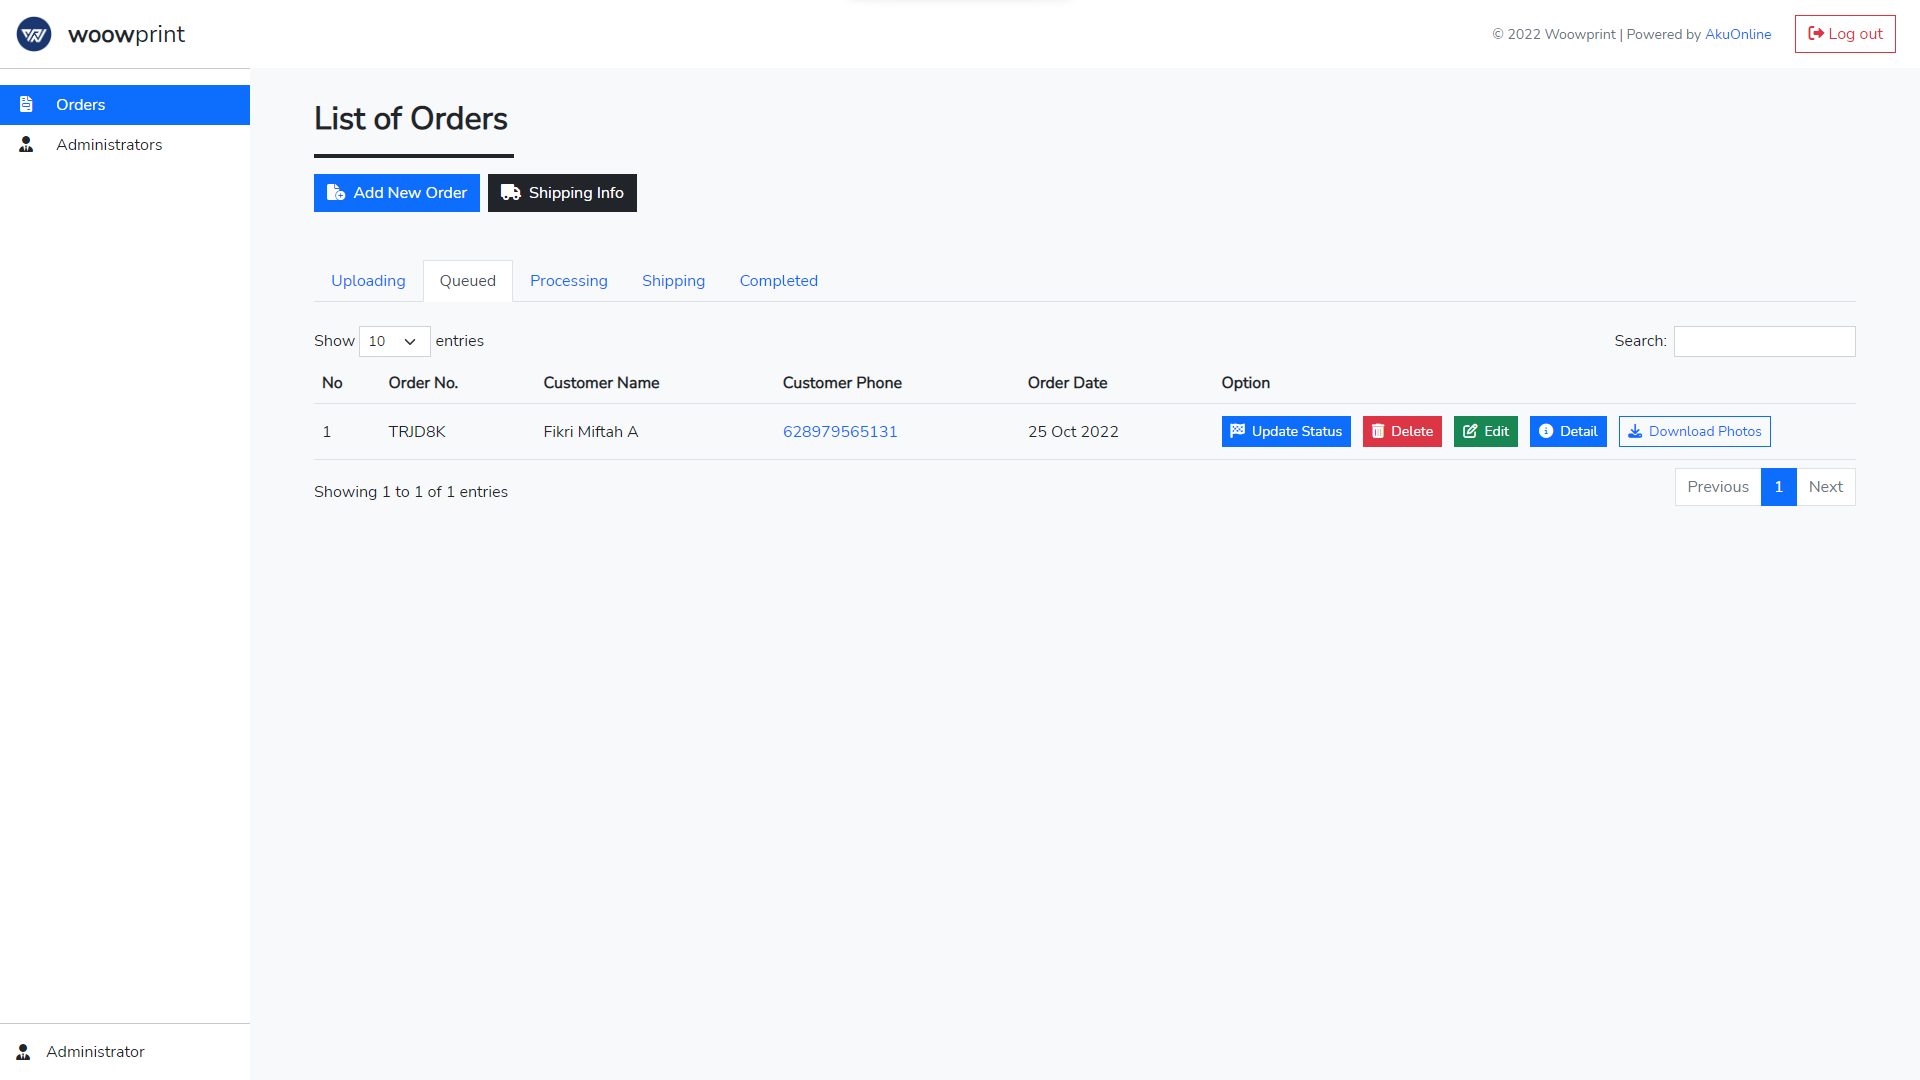 woowprint
© 2022 Woowprint | Powered by AkuOnline
Log out
Orders
Administrators
List of Orders
Add New Order
Shipping Info
Uploading Queued Processing Shipping Completed
Show 10 entries
Search:
No Order No. Customer Name Customer Phone Order Date Option
1 TRJD8K Fikri Miftah A 628979565131 25 Oct 2022 Update Status Delete Edit Detail Download Photos
Showing 1 to 1 of 1 entries
Previous 1 Next
Administrator